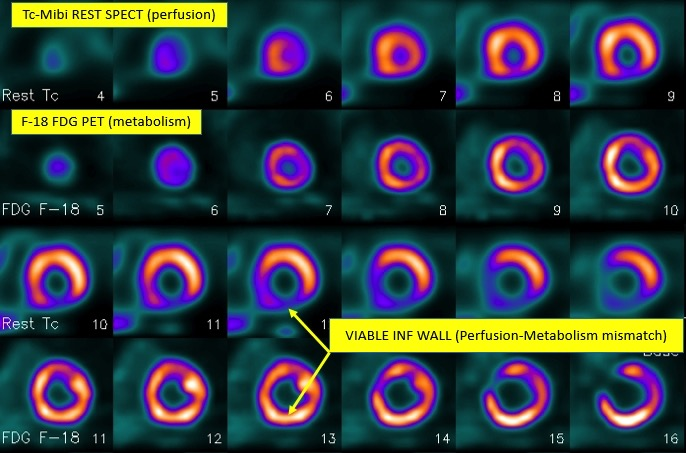 Tc-Mibi REST SPECT (perfusion)
Rest Tc 4 5 6 7 8 9
F-18 FDG PET (metabolism)
FDG F-18 5 6 7 8 9 10
Rest Tc 10 11
VIABLE INF WALL (Perfusion-Metabolism mismatch)
FDG F-18 11 12 13 14 15 16